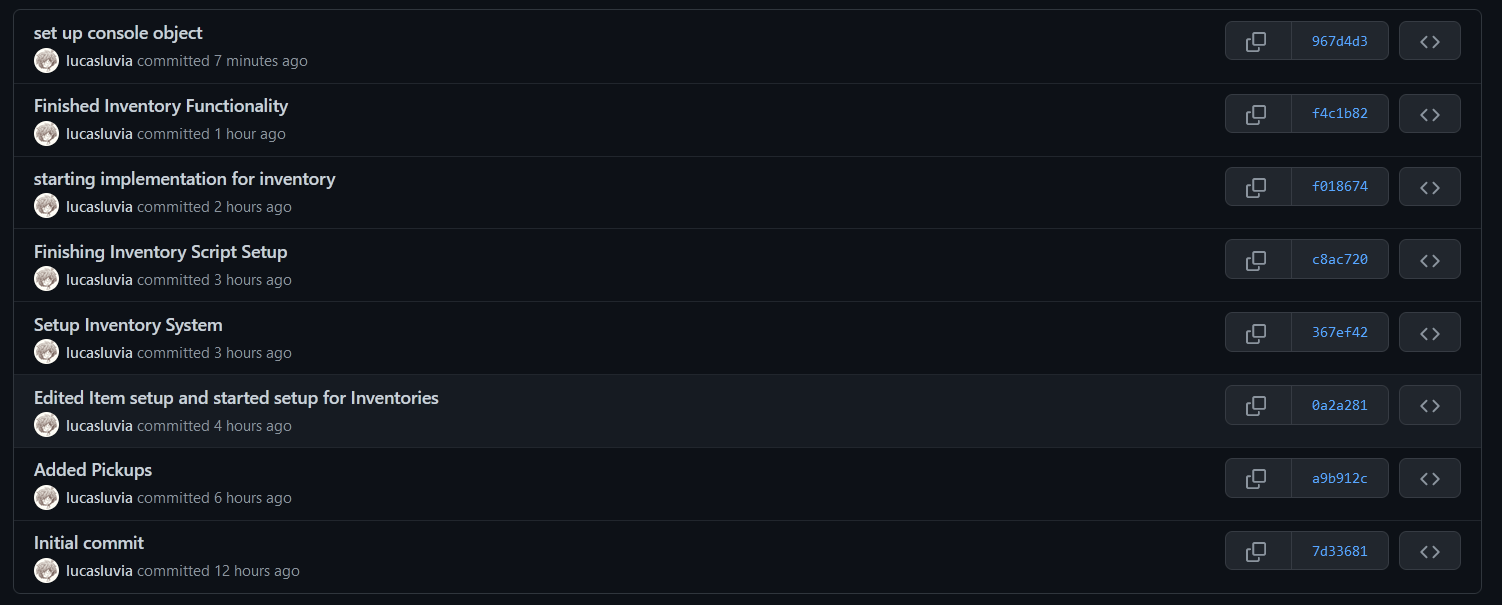 set up console object
lucasluvia committed 7 minutes ago
967d4d3
Finished Inventory Functionality
lucasluvia committed 1 hour ago
f4c1b82
starting implementation for inventory
lucasluvia committed 2 hours ago
f018674
Finishing Inventory Script Setup
lucasluvia committed 3 hours ago
c8ac720
Setup Inventory System
lucasluvia committed 3 hours ago
367ef42
Edited Item setup and started setup for Inventories
lucasluvia committed 4 hours ago
0a2a281
Added Pickups
lucasluvia committed 6 hours ago
a9b912c
Initial commit
lucasluvia committed 12 hours ago
7d33681